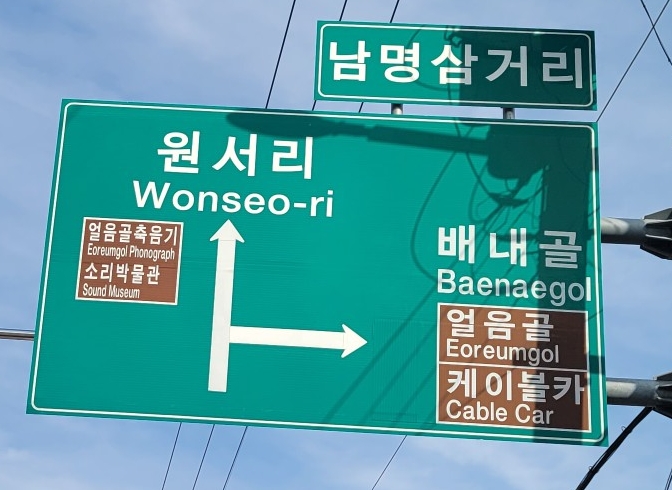 남명삼거리
원서리
Wonseo-ri
얼음골축음기
Eoreumgol Phonograph
소리박물관
Sound Museum
배내골
Baenaegol
얼음골
Eoreumgol
케이블카
Cable Car